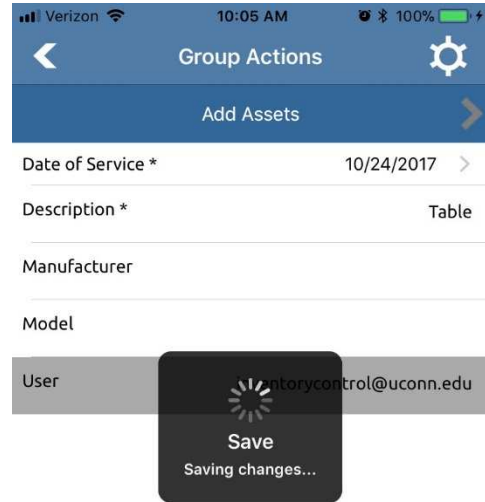 Verizon 10:05 AM 100%
Group Actions
Add Assets
Date of Service * 10/24/2017
Description * Table
Manufacturer
Model
User inventorycontrol@uconn.edu
Save
Saving changes...